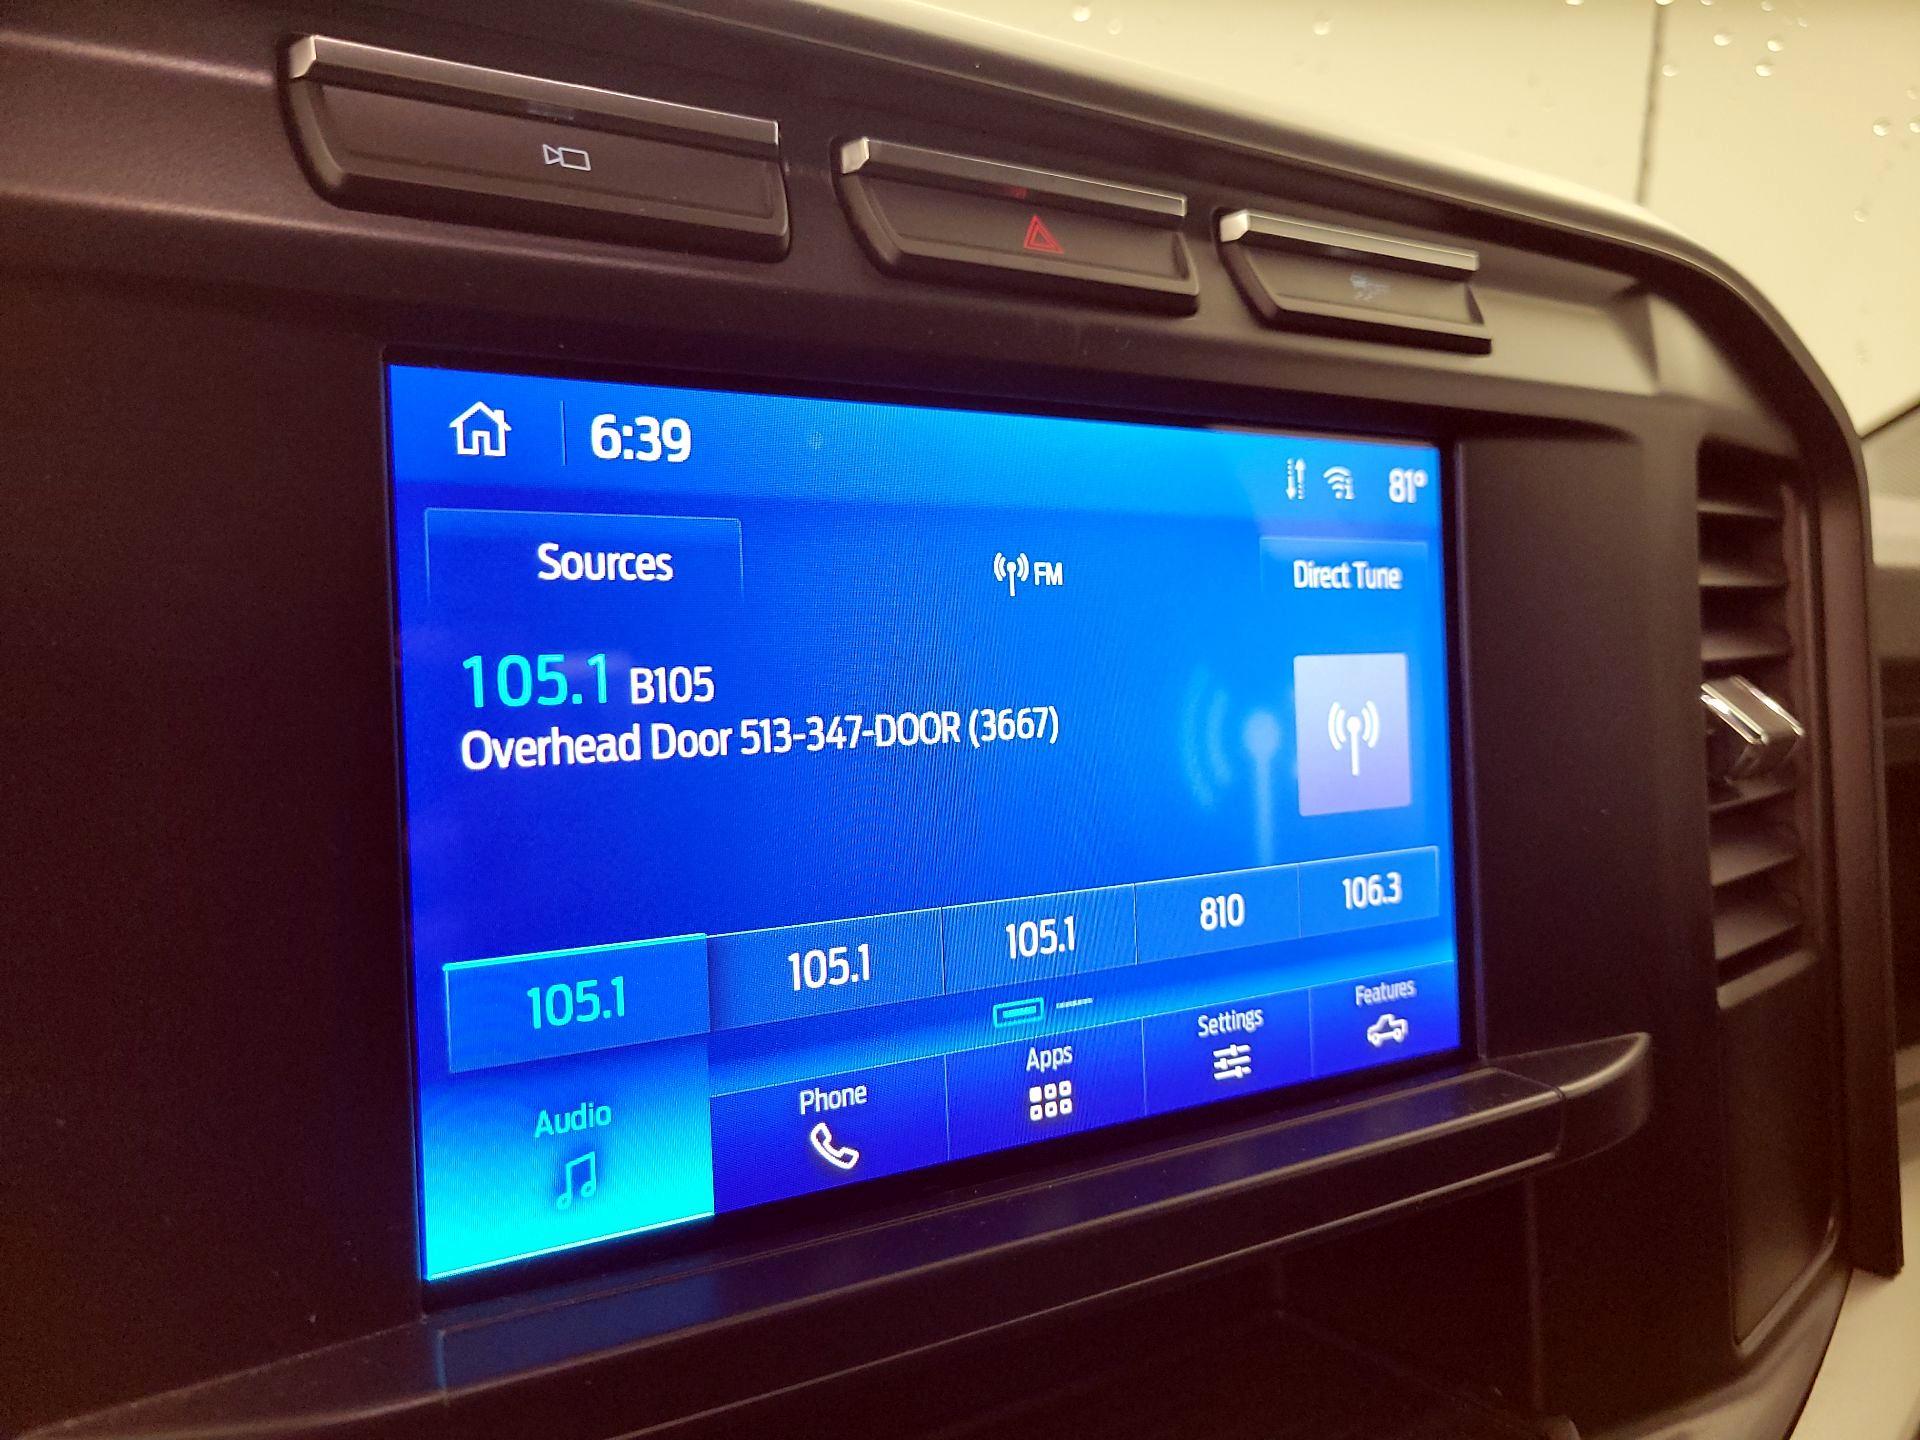 6:39
81°
Sources
FM
Direct Tune
105.1 B105
Overhead Door 513-347-DOOR (3667)
105.1 105.1 105.1 810 106.3
Audio Phone Apps Settings Features